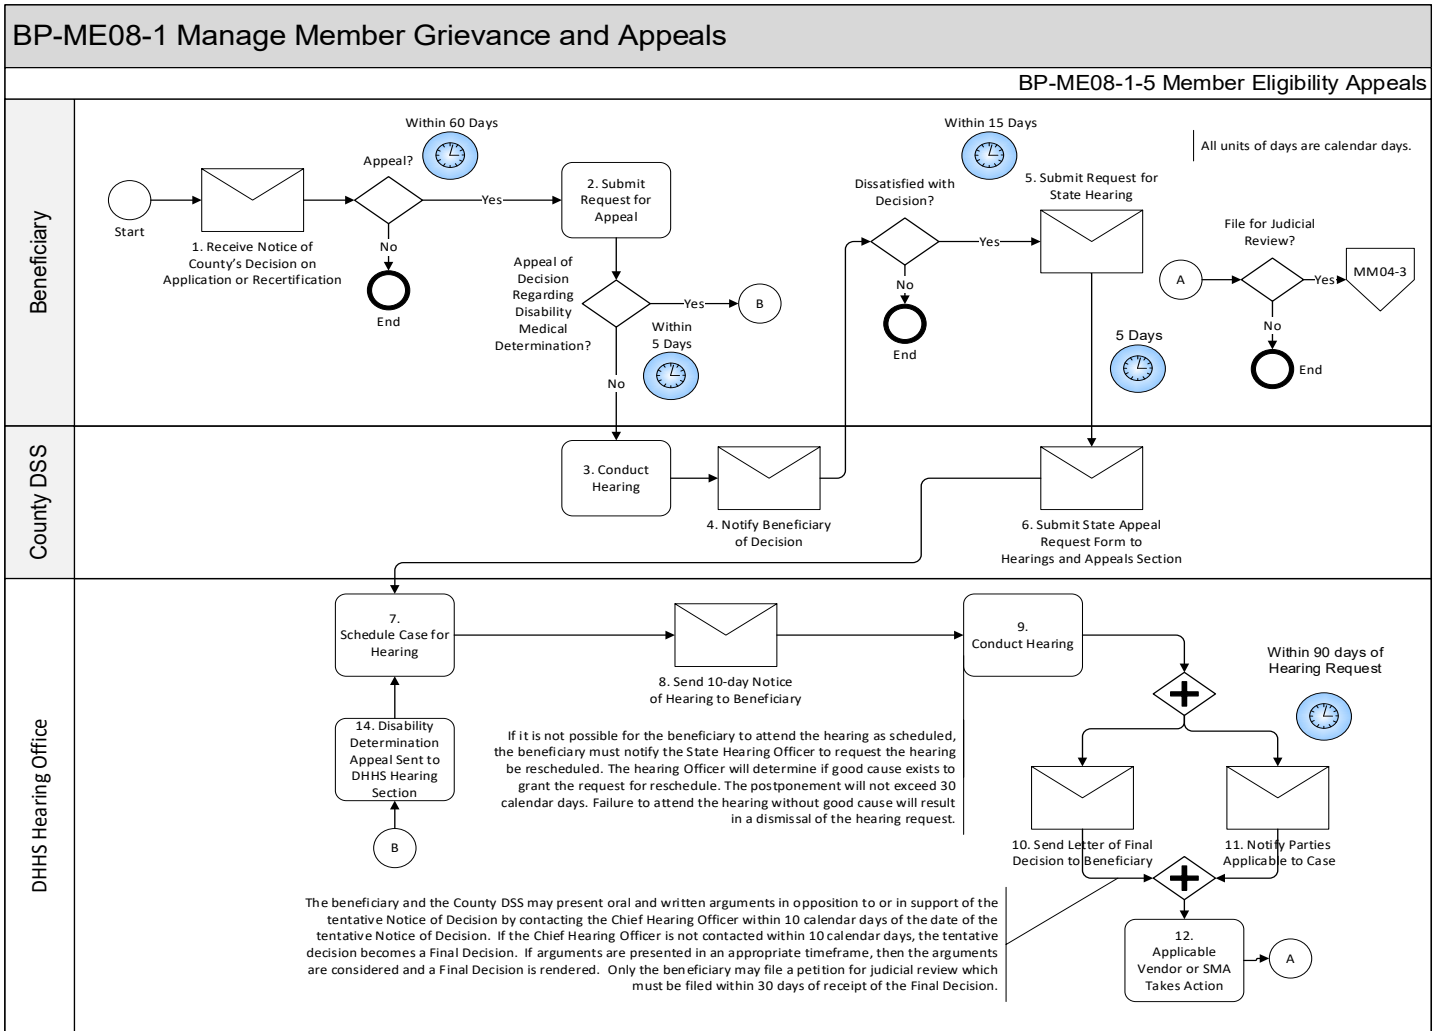 BP-ME08-1 Manage Member Grievance and Appeals
BP-ME08-1-5 Member Eligibility Appeals
Beneficiary
Start
1. Receive Notice of
County's Decision on
Application or Recertification
Appeal?
Within 60 Days
Yes
No
End
2. Submit
Request for
Appeal
Appeal of
Decision
Regarding
Disability
Medical
Determination?
Yes
B
Within
5 Days
No
Dissatisfied with
Decision?
Within 15 Days
Yes
No
End
5. Submit Request for
State Hearing
5 Days
All units of days are calendar days.
A
File for Judicial
Review?
Yes
MM04-3
No
End
County DSS
3. Conduct
Hearing
4. Notify Beneficiary
of Decision
6. Submit State Appeal
Request Form to
Hearings and Appeals Section
DHHS Hearing Office
7.
Schedule Case for
Hearing
8. Send 10-day Notice
of Hearing to Beneficiary
9.
Conduct Hearing
Within 90 days of
Hearing Request
14. Disability
Determination
Appeal Sent to
DHHS Hearing
Section
B
If it is not possible for the beneficiary to attend the hearing as scheduled,
the beneficiary must notify the State Hearing Officer to request the hearing
be rescheduled. The hearing Officer will determine if good cause exists to
grant the request for reschedule. The postponement will not exceed 30
calendar days. Failure to attend the hearing without good cause will result
in a dismissal of the hearing request.
10. Send Letter of Final
Decision to Beneficiary
11. Notify Parties
Applicable to Case
The beneficiary and the County DSS may present oral and written arguments in opposition to or in support of the
tentative Notice of Decision by contacting the Chief Hearing Officer within 10 calendar days of the date of the
tentative Notice of Decision. If the Chief Hearing Officer is not contacted within 10 calendar days, the tentative
decision becomes a Final Decision. If arguments are presented in an appropriate timeframe, then the arguments
are considered and a Final Decision is rendered. Only the beneficiary may file a petition for judicial review which
must be filed within 30 days of receipt of the Final Decision.
12.
Applicable
Vendor or SMA
Takes Action
A